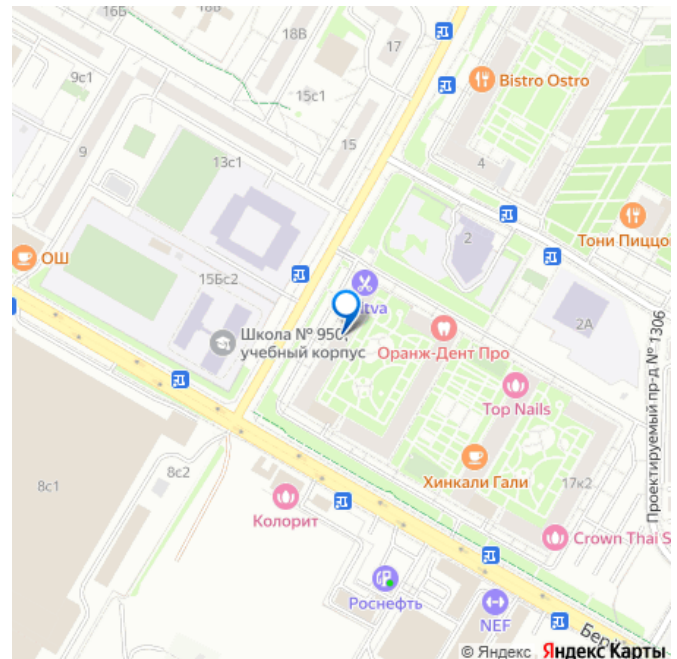 16В
18В
17
9с1
15с1
Bistro Ostro
9
13с1
15
4
2
Тони Пиццо
ОШ
15Бс2
2А
Школа № 950,
учебный корпус
Оранж-Дент Про
Top Nails
Проектируемый пр-д № 1306
8с1
8с2
Хинкали Гали
17к2
Колорит
Crown Thai S
Роснефть
NEF
© Яндекс Яндекс Карты